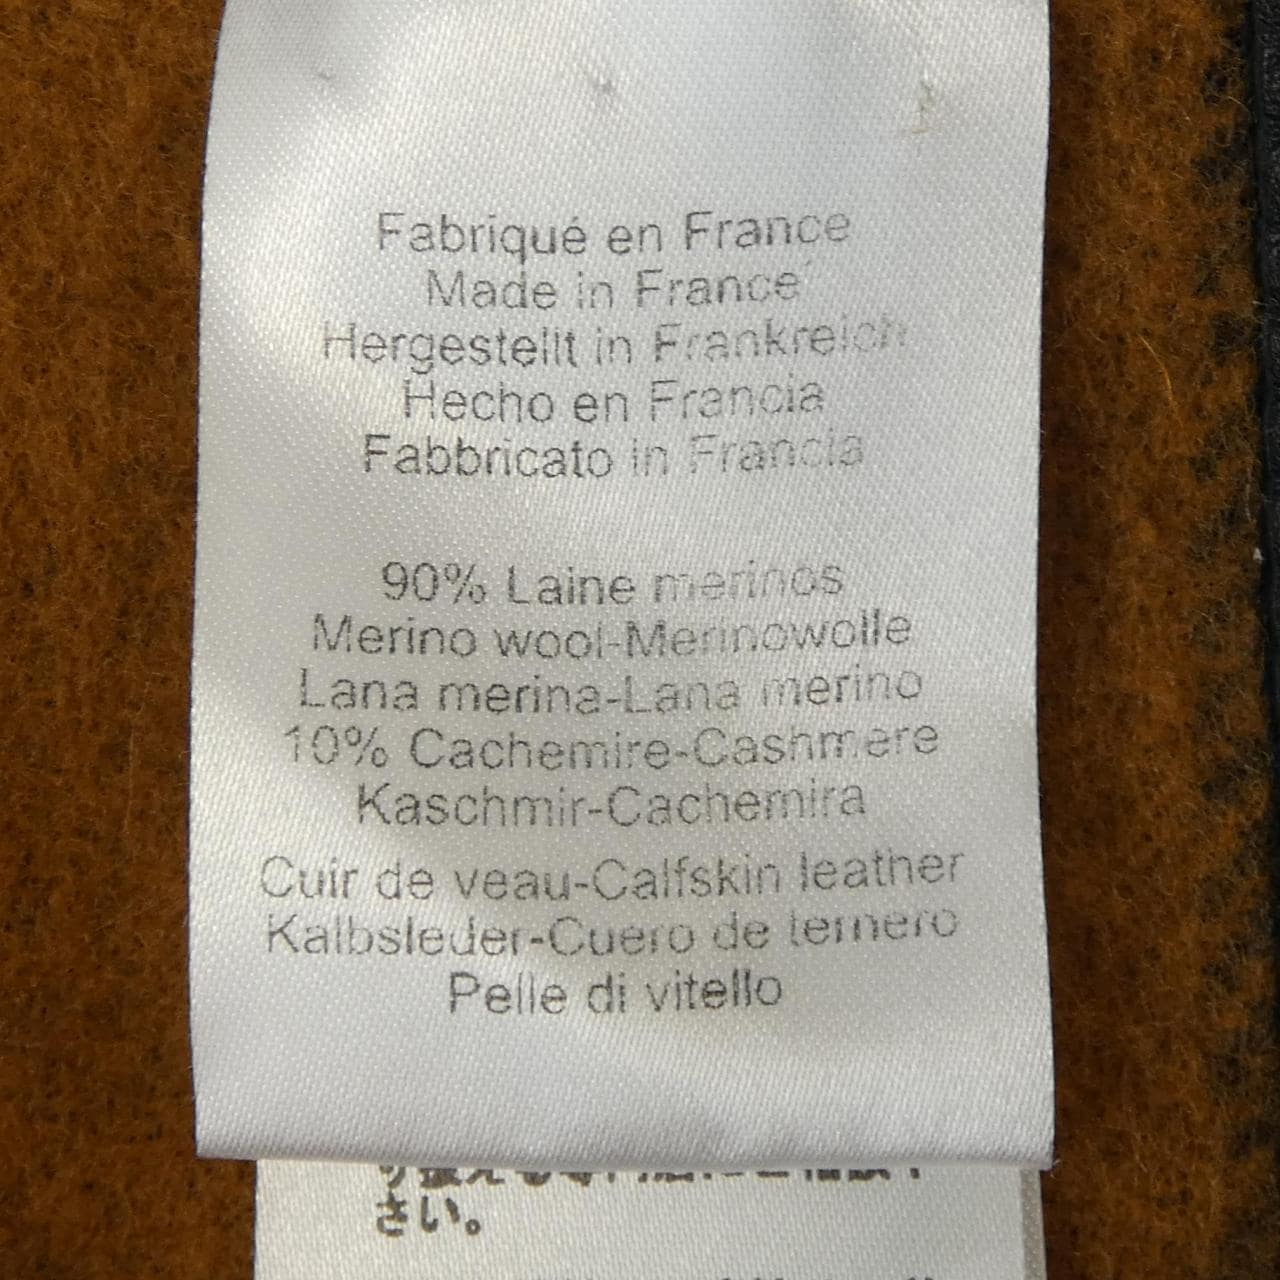 Fabriqué en France
Made in France
Hergestellt in Frankreich
Hecho en Francia
Fabbricato in Francia
90% Laine merinos
Merino wool-Merinowolle
Lana merina-Lana merino
10% Cachemire-Cashmere
Kaschmir-Cachemira
Cuir de veau-Calfskin leather
Kalbsleder-Cuero de ternero
Pelle di vitello
さい。